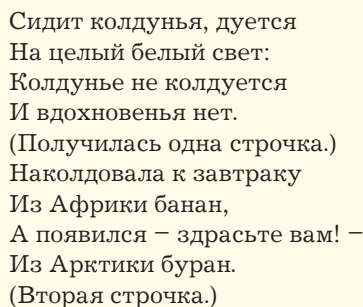 Сидит колдунья, дуется
На целый белый свет:
Колдунье не колдуется
И вдохновенья нет.
(Получилась одна строчка.)
Наколдовала к завтраку
Из Африки банан,
А появился – здрасьте вам! –
Из Арктики буран.
(Вторая строчка.)